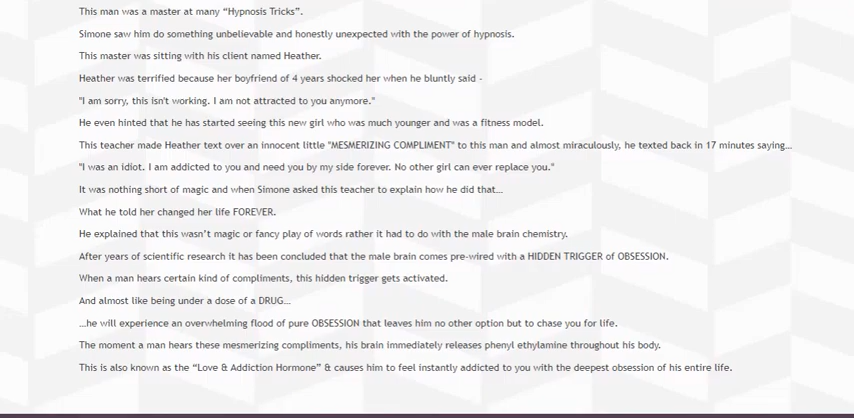 This man was a master at many “Hypnosis Tricks”.
Simone saw him do something unbelievable and honestly unexpected with the power of hypnosis.
This master was sitting with his client named Heather.
Heather was terrified because her boyfriend of 4 years shocked her when he bluntly said -
"I am sorry, this isn't working. I am not attracted to you anymore."
He even hinted that he has started seeing this new girl who was much younger and was a fitness model.
This teacher made Heather text over an innocent little "MESMERIZING COMPLIMENT" to this man and almost miraculously, he texted back in 17 minutes saying...
"I was an idiot. I am addicted to you and need you by my side forever. No other girl can ever replace you."
It was nothing short of magic and when Simone asked this teacher to explain how he did that...
What he told her changed her life FOREVER.
He explained that this wasn’t magic or fancy play of words rather it had to do with the male brain chemistry.
After years of scientific research it has been concluded that the male brain comes pre-wired with a HIDDEN TRIGGER of OBSESSION.
When a man hears certain kind of compliments, this hidden trigger gets activated.
And almost like being under a dose of a DRUG...
...he will experience an overwhelming flood of pure OBSESSION that leaves him no other option but to chase you for life.
The moment a man hears these mesmerizing compliments, his brain immediately releases phenyl ethylamine throughout his body.
This is also known as the “Love & Addiction Hormone” & causes him to feel instantly addicted to you with the deepest obsession of his entire life.